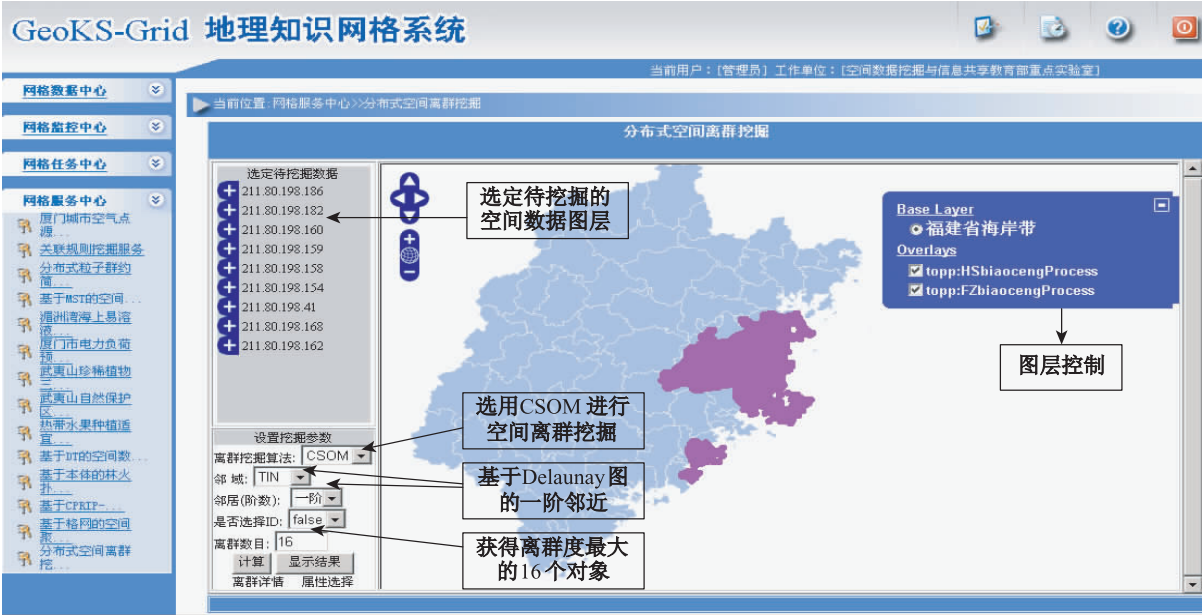 GeoKS-Grid 地理知识网格系统
当前用户：[管理员] 工作单位：[空间数据挖掘与信息共享教育部重点实验室]
网格数据中心
网格监控中心
网格任务中心
网格服务中心
厦门城市空气点
源...
关联规则挖掘服务
分布式粒子群约
简...
基于MST的空间...
湄洲湾海上易溶
液...
厦门市电力负荷
预...
武夷山珍稀植物
三...
武夷山自然保护
区...
热带水果种植适
宜...
基于DT的空间数...
基于本体的林火
扑...
基于CPRTP-...
基于格网的空间
聚...
分布式空间离群
挖...
当前位置:网格服务中心>>分布式空间离群挖掘
分布式空间离群挖掘
选定待挖掘数据
211.80.198.186
211.80.198.182
211.80.198.160
211.80.198.159
211.80.198.158
211.80.198.154
211.80.198.41
211.80.198.168
211.80.198.162
设置挖掘参数
离群挖掘算法: CSOM
邻 域: TIN
邻居(阶数): 一阶
是否选择ID: false
离群数目: 16
计算 显示结果
离群详情 属性选择
选定待挖掘的
空间数据图层
选用CSOM 进行
空间离群挖掘
基于Delaunay 图
的一阶邻近
获得离群度最大
的16 个对象
Base Layer
福建省海岸带
Overlays
topp:HSbiaocengProcess
topp:FZbiaocengProcess
图层控制